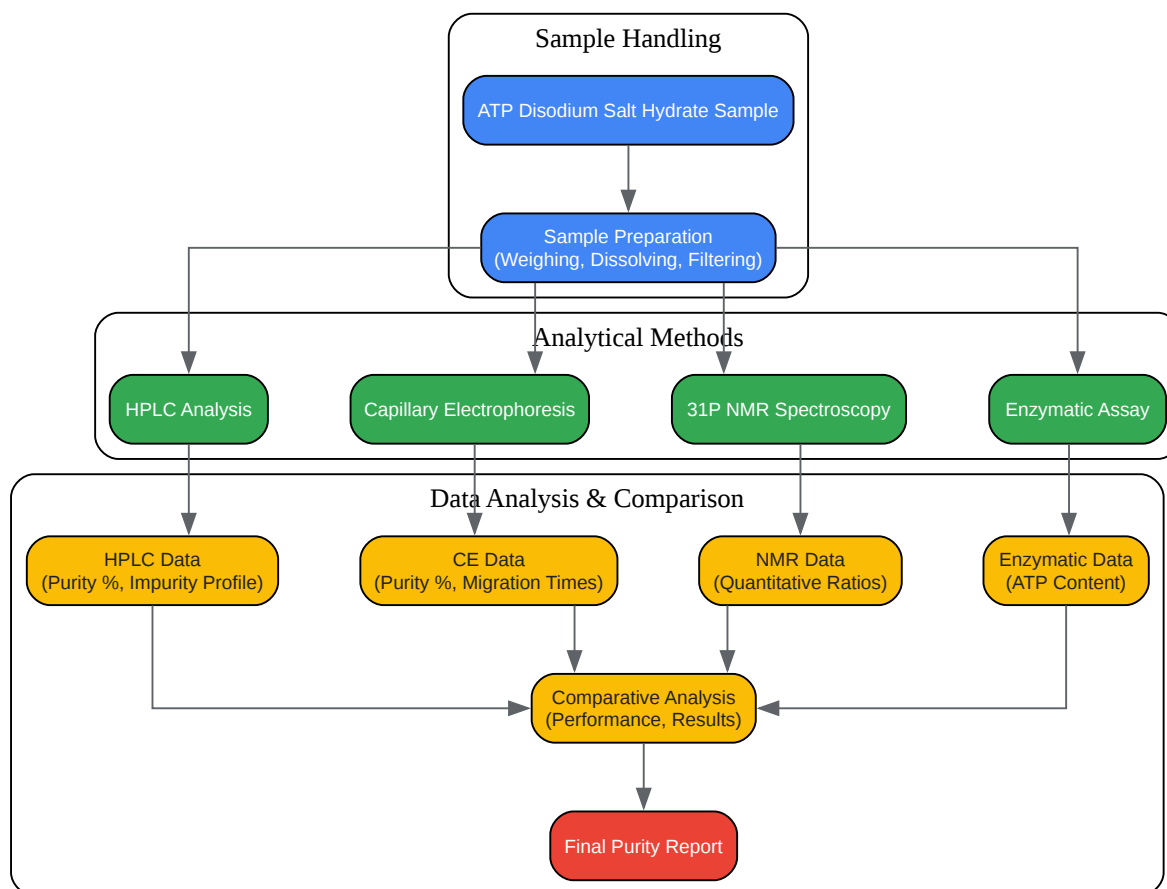 Sample Handling
ATP Disodium Salt Hydrate Sample
Sample Preparation
(Weighing, Dissolving, Filtering)
Analytical Methods
HPLC Analysis
Capillary Electrophoresis
31P NMR Spectroscopy
Enzymatic Assay
Data Analysis & Comparison
HPLC Data
(Purity %, Impurity Profile)
CE Data
(Purity %, Migration Times)
NMR Data
(Quantitative Ratios)
Enzymatic Data
(ATP Content)
Comparative Analysis
(Performance, Results)
Final Purity Report